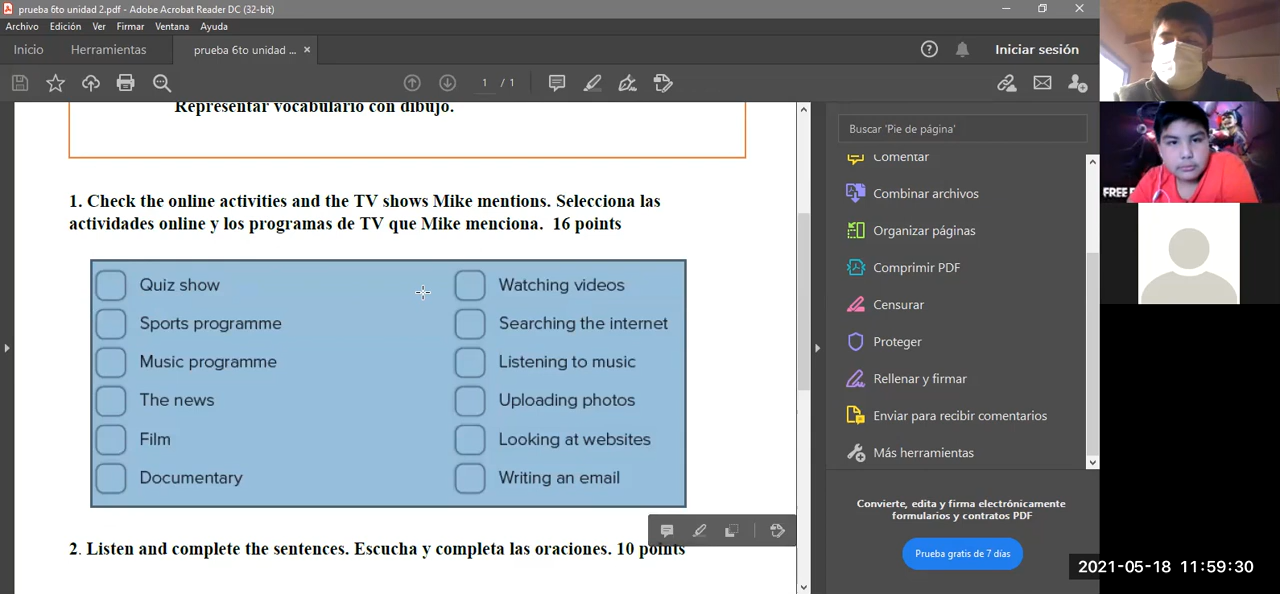 prueba 6to unidad 2.pdf - Adobe Acrobat Reader DC (32-bit)
Archivo Edición Ver Firmar Ventana Ayuda
Inicio Herramientas prueba 6to unidad ... × Iniciar sesión
1 / 1
Representar vocabulario con dibujo.
1. Check the online activities and the TV shows Mike mentions. Selecciona las
actividades online y los programas de TV que Mike menciona. 16 points
Quiz show
Sports programme
Music programme
The news
Film
Documentary
Watching videos
Searching the internet
Listening to music
Uploading photos
Looking at websites
Writing an email
2. Listen and complete the sentences. Escucha y completa las oraciones. 10 points
Buscar 'Pie de página'
Comentar
Combinar archivos
Organizar páginas
Comprimir PDF
Censurar
Proteger
Rellenar y firmar
Enviar para recibir comentarios
Más herramientas
Convierte, edita y firma electrónicamente
formularios y contratos PDF
Prueba gratis de 7 días
FREE
2021-05-18 11:59:30